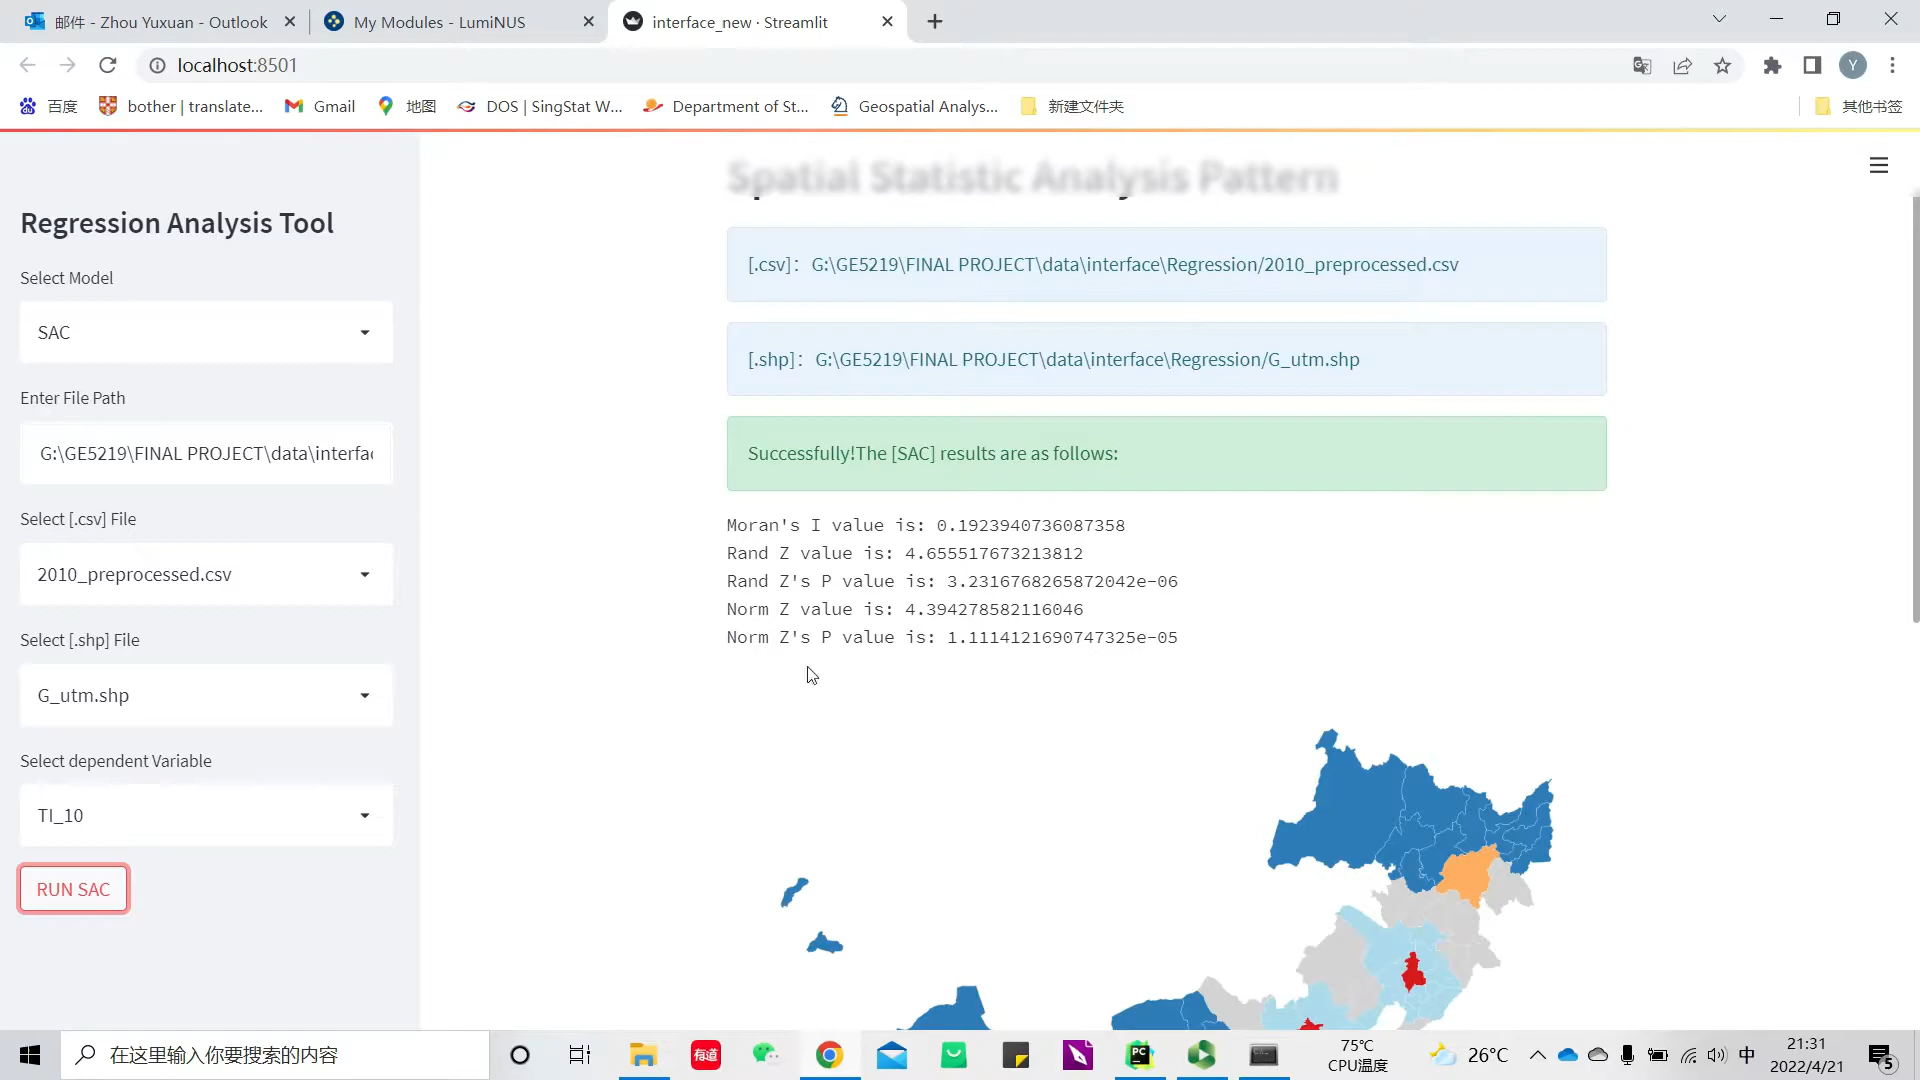 邮件 - Zhou Yuxuan - Outlook
My Modules - LumiNUS
interface_new · Streamlit
localhost:8501
Y
百度
bother | translate...
Gmail
地图
DOS | SingStat W...
Department of St...
Geospatial Analys...
新建文件夹
其他书签
Regression Analysis Tool
Select Model
SAC
Enter File Path
G:\GE5219\FINAL PROJECT\data\interfac
Select [.csv] File
2010_preprocessed.csv
Select [.shp] File
G_utm.shp
Select dependent Variable
TI_10
RUN SAC
Spatial Statistic Analysis Pattern
[.csv]：G:\GE5219\FINAL PROJECT\data\interface\Regression/2010_preprocessed.csv
[.shp]：G:\GE5219\FINAL PROJECT\data\interface\Regression/G_utm.shp
Successfully!The [SAC] results are as follows:
Moran's I value is: 0.1923940736087358
Rand Z value is: 4.655517673213812
Rand Z's P value is: 3.2316768265872042e-06
Norm Z value is: 4.394278582116046
Norm Z's P value is: 1.1114121690747325e-05
在这里输入你要搜索的内容
有道
PC
75℃
CPU温度
26°C
中
21:31
2022/4/21
5